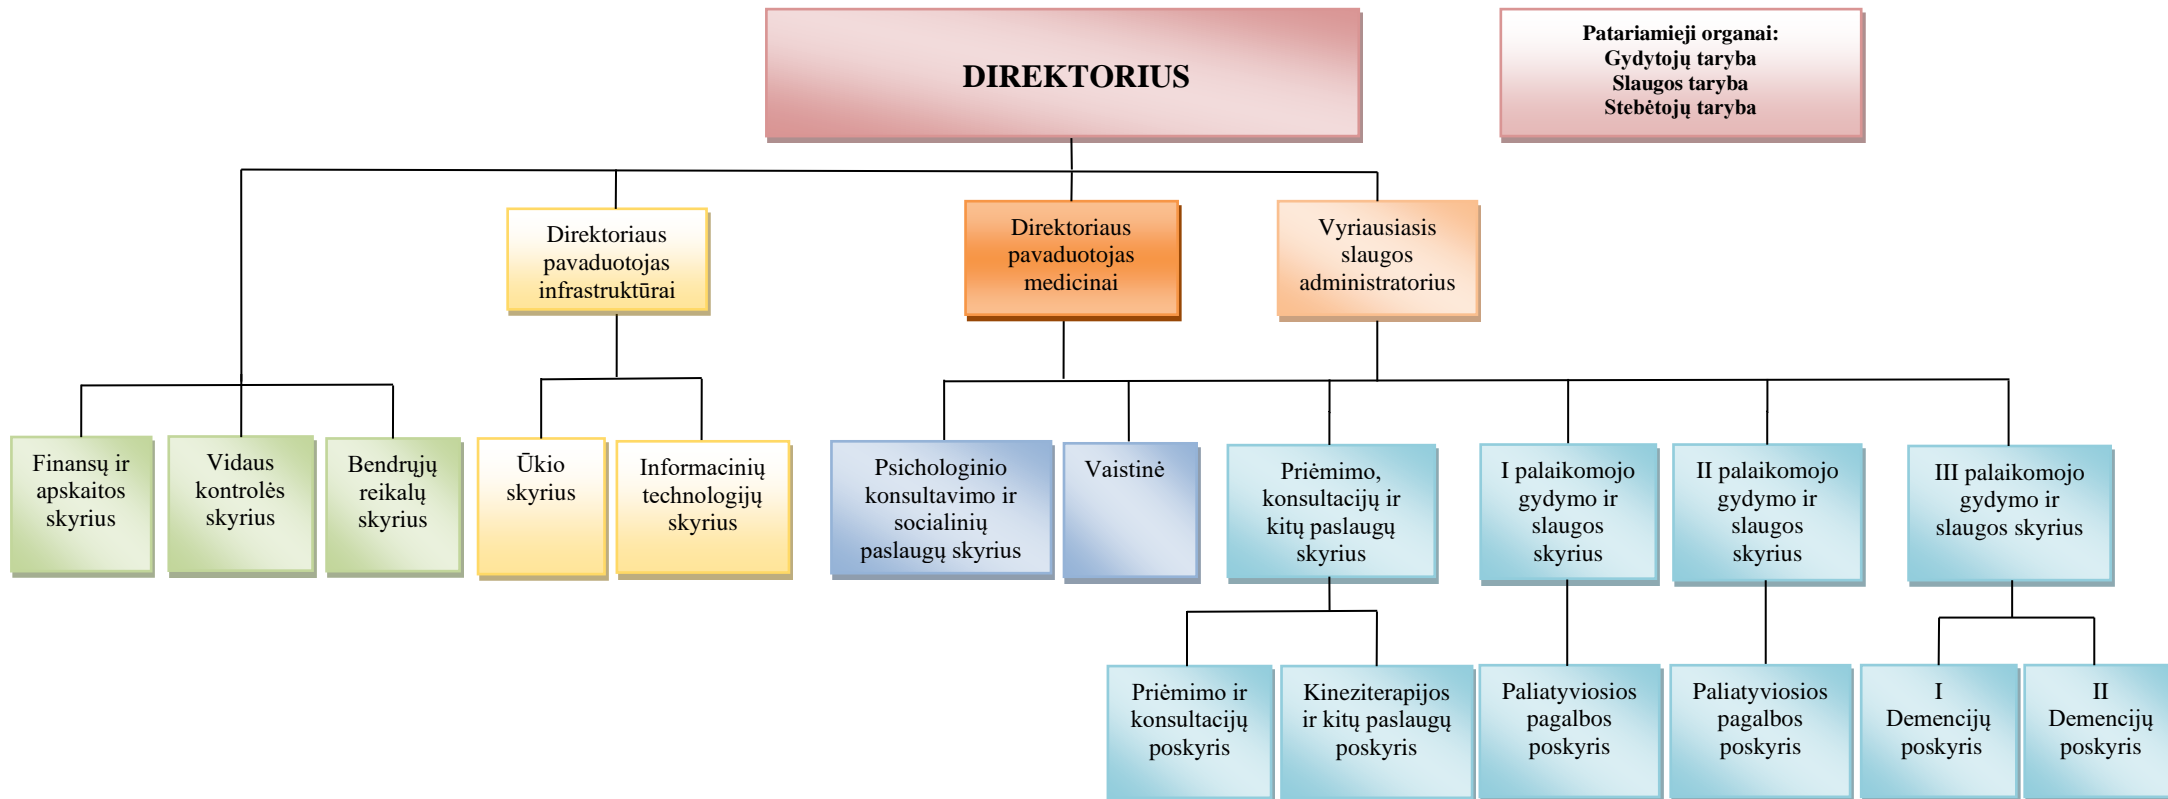 DIREKTORIUS
Patariamieji organai:
Gydytojų taryba
Slaugos taryba
Stebėtojų taryba
Direktoriaus
pavaduotojas
infrastruktūrai
Direktoriaus
pavaduotojas
medicinai
Vyriausiasis
slaugos
administratorius
Finansų ir
apskaitos
skyrius
Vidaus
kontrolės
skyrius
Bendrųjų
reikalų
skyrius
Ūkio
skyrius
Informacinių
technologijų
skyrius
Psichologinio
konsultavimo ir
socialinių
paslaugų skyrius
Vaistinė
Priėmimo,
konsultacijų ir
kitų paslaugų
skyrius
I palaikomojo
gydymo ir
slaugos
skyrius
II palaikomojo
gydymo ir
slaugos
skyrius
III palaikomojo
gydymo ir
slaugos skyrius
Priėmimo ir
konsultacijų
poskyris
Kineziterapijos
ir kitų paslaugų
poskyris
Paliatyviosios
pagalbos
poskyris
Paliatyviosios
pagalbos
poskyris
I
Demencijų
poskyris
II
Demencijų
poskyris